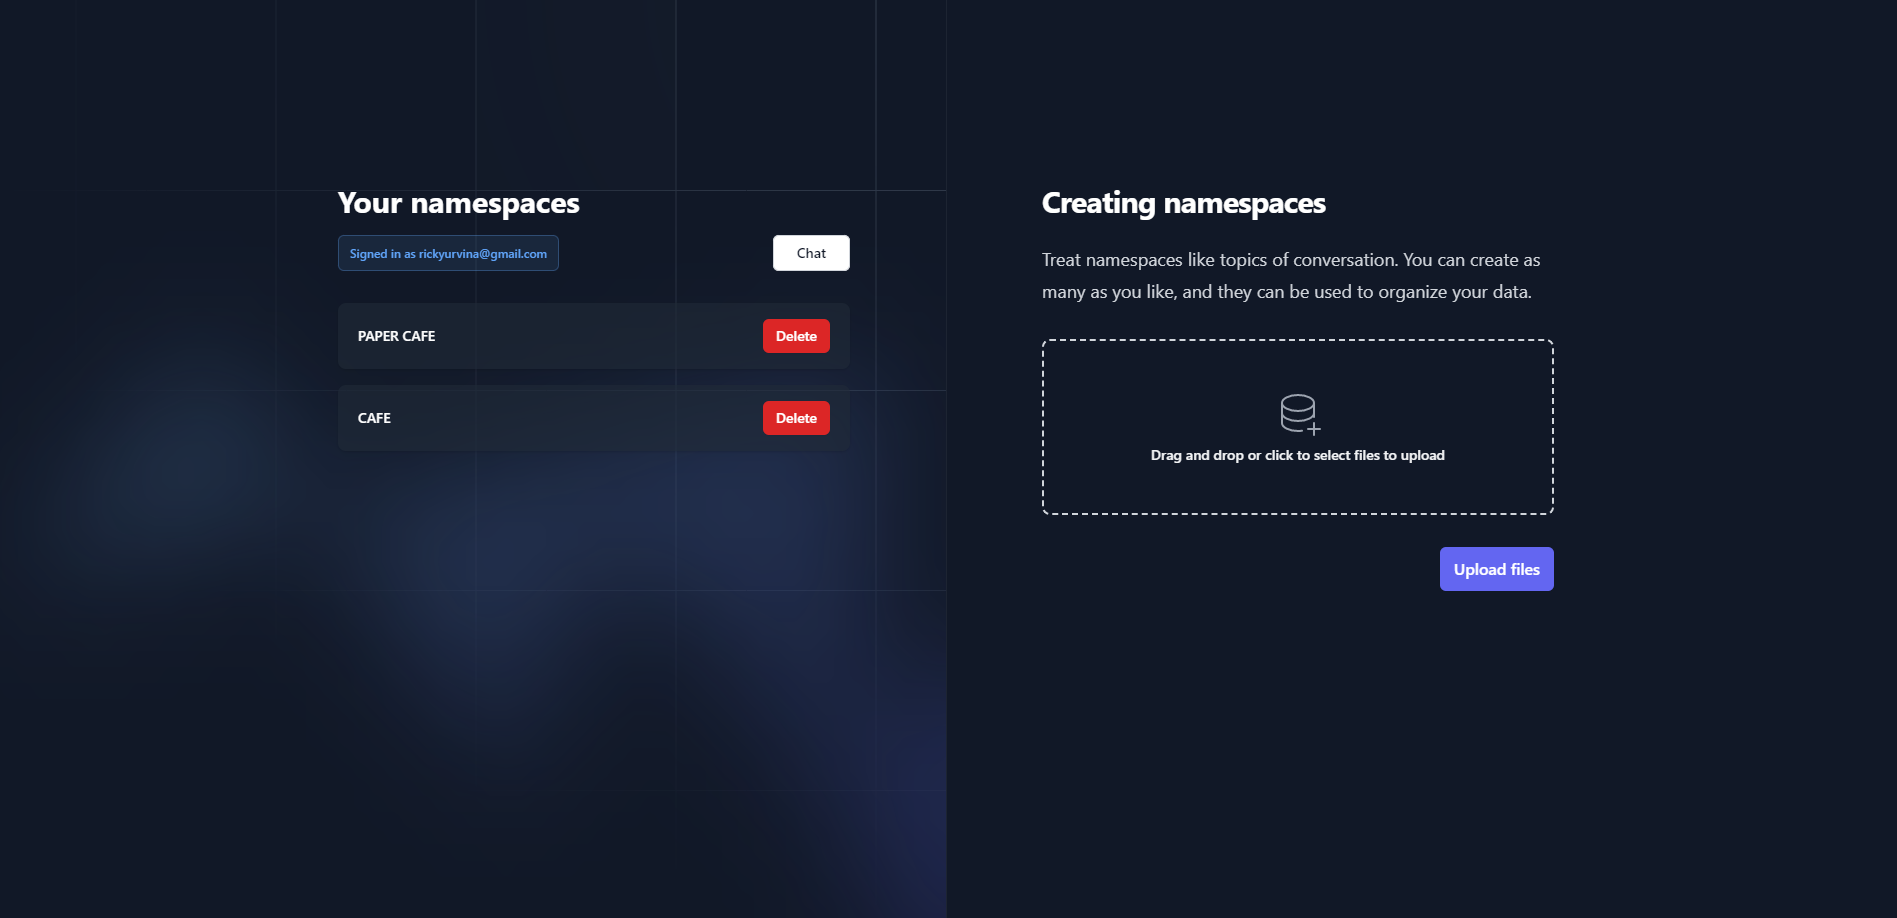 Your namespaces
Signed in as rickyurvina@gmail.com
Chat
PAPER CAFE
Delete
CAFE
Delete
Creating namespaces
Treat namespaces like topics of conversation. You can create as
many as you like, and they can be used to organize your data.
Drag and drop or click to select files to upload
Upload files